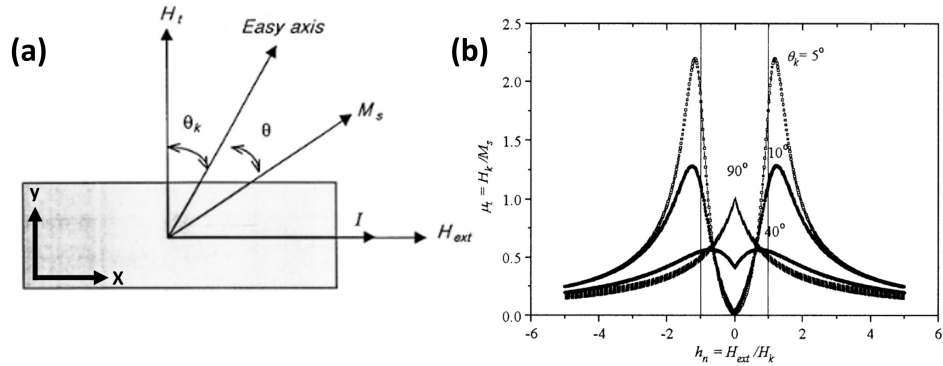 (a)
H_t
Easy axis
θ_k
θ
M_s
y
I
H_ext
x
(b)
μ_t = H_k/M_s
2.5
2.0
1.5
1.0
0.5
0.0
θ_k = 5°
10°
90°
40°
-6 -4 -2 0 2 4 6
h_n = H_ext/H_k